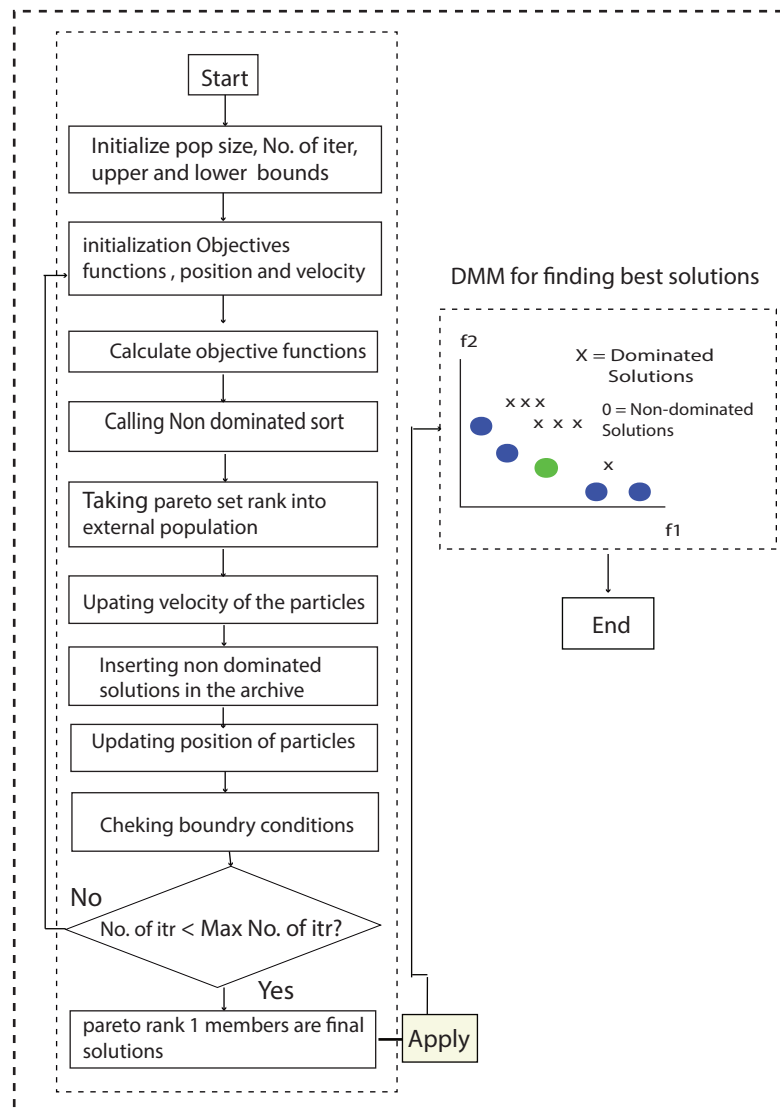 Start
Initialize pop size, No. of iter,
upper and lower bounds
initialization Objectives
functions , position and velocity
Calculate objective functions
Calling Non dominated sort
Taking pareto set rank into
external population
Upating velocity of the particles
Inserting non dominated
solutions in the archive
Updating position of particles
Cheking boundry conditions
No
No. of itr < Max No. of itr?
Yes
pareto rank 1 members are final
solutions
Apply
DMM for finding best solutions
f2
X = Dominated
Solutions
x x x
0 = Non-dominated
Solutions
x x x
x
f1
End